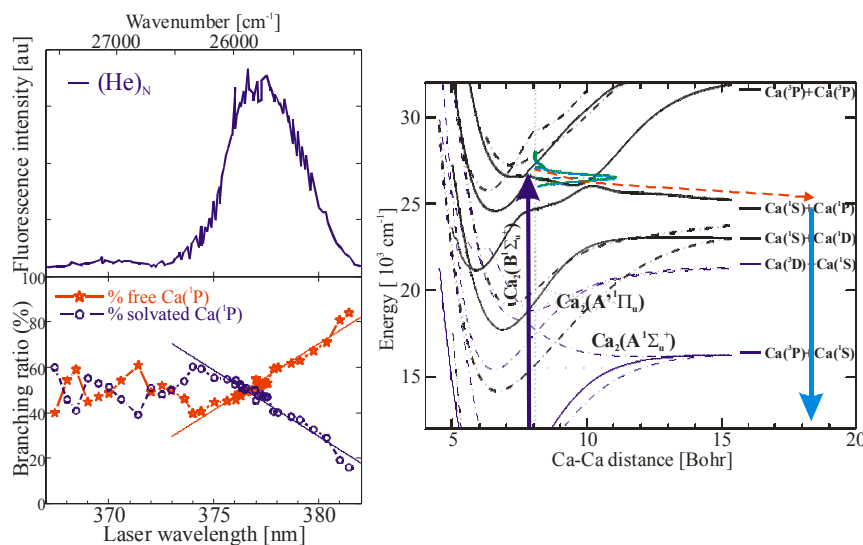 Wavenumber [cm⁻¹]
27000
26000
Fluorescence intensity [au]
(He)N
100
80
60
40
20
0
Branching ratio (%)
% free Ca(¹P)
% solvated Ca(¹P)
370
375
380
Laser wavelength [nm]
30
25
20
15
Energy [ 10³ cm⁻¹]
Ca(³P)+Ca(³P)
Ca(¹S)+Ca(¹P)
Ca(¹S)+Ca(¹D)
Ca(³D)+Ca(¹S)
Ca(³P)+Ca(¹S)
Ca₂(B¹Σᵤ⁺)
Ca₂(A'¹Πᵤ)
Ca₂(A¹Σᵤ⁺)
5
10
15
20
Ca-Ca distance [Bohr]